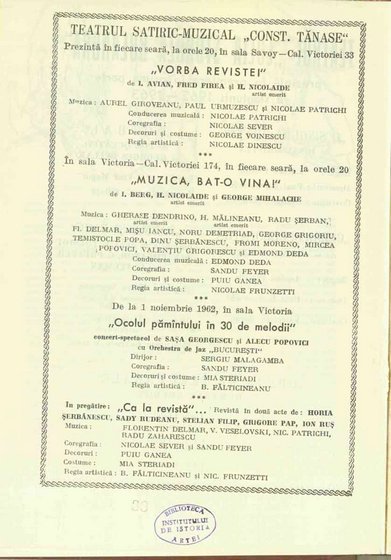 TEATRUL SATIRIC-MUZICAL „CONST. TĂNASE"
Prezintă în fiecare seară, la orele 20, în sala Savoy—Cal. Victoriei 33
„VORBA REVISTEI"
de I. AVIAN, FRED FIREA și H. NICOLAIDE
artist emerit
Muzica: AUREL GIROVEANU, PAUL URMUZESCU și NICOLAE PATRICHI
Conducerea muzicală: NICOLAE PATRICHI
Coregrafia: NICOLAE SEVER
Decoruri și costume: GEORGE VOINESCU
Regia artistică: NICOLAE DINESCU
***
În sala Victoria—Cal. Victoriei 174, în fiecare seară, la orele 20
„MUZICA, BAT-O VINA!"
de I. BERG, H. NICOLAIDE și GEORGE MIHALACHE
artist emerit
Muzica: GHERASE DENDRINO, H. MĂLINEANU, RADU ȘERBAN,
artist emerit artist emerit
FL. DELMAR, MIȘU IANCU, NORU DEMETRIAD, GEORGE GRIGORIU,
TEMISTOCLE POPA, DINU ȘERBĂNESCU, FROMI MORENO, MIRCEA
POPOVICI, VALENȚIU GRIGORESCU și EDMOND DEDA
Conducerea muzicală: EDMOND DEDA
Coregrafia: SANDU FEYER
Decoruri și costume: PUIU GANEA
Regia artistică: NICOLAE FRUNZETTI
***
De la 1 noiembrie 1962, în sala Victoria
„Ocolul pămîntului în 30 de melodii"
concert-spectacol de SAȘA GEORGESCU și ALECU POPOVICI
cu Orchestra de Jaz „BUCUREȘTI"
Dirijor: SERGIU MALAGAMBA
Coregrafia: SANDU FEYER
Decoruri și costume: MIA STERIADI
Regia artistică: B. FĂLTICINEANU
***
În pregătire: „Ca la revistă"... Revistă în două acte de: HORIA
ȘERBĂNESCU, SADY RUDEANU, STELIAN FILIP, GRIGORE POP, ION RUȘ
Muzica: FLORENTIN DELMAR, V. VESELOVSKI, NIC. PATRICHI,
RADU ZAHARESCU
Coregrafia: NICOLAE SEVER și SANDU FEYER
Decoruri: PUIU GANEA
Costume: MIA STERIADI
Regia artistică: B. FĂLTICINEANU și NIC. FRUNZETTI
BIBLIOTECA
INSTITUTULUI
DE ISTORIA
ARTEI